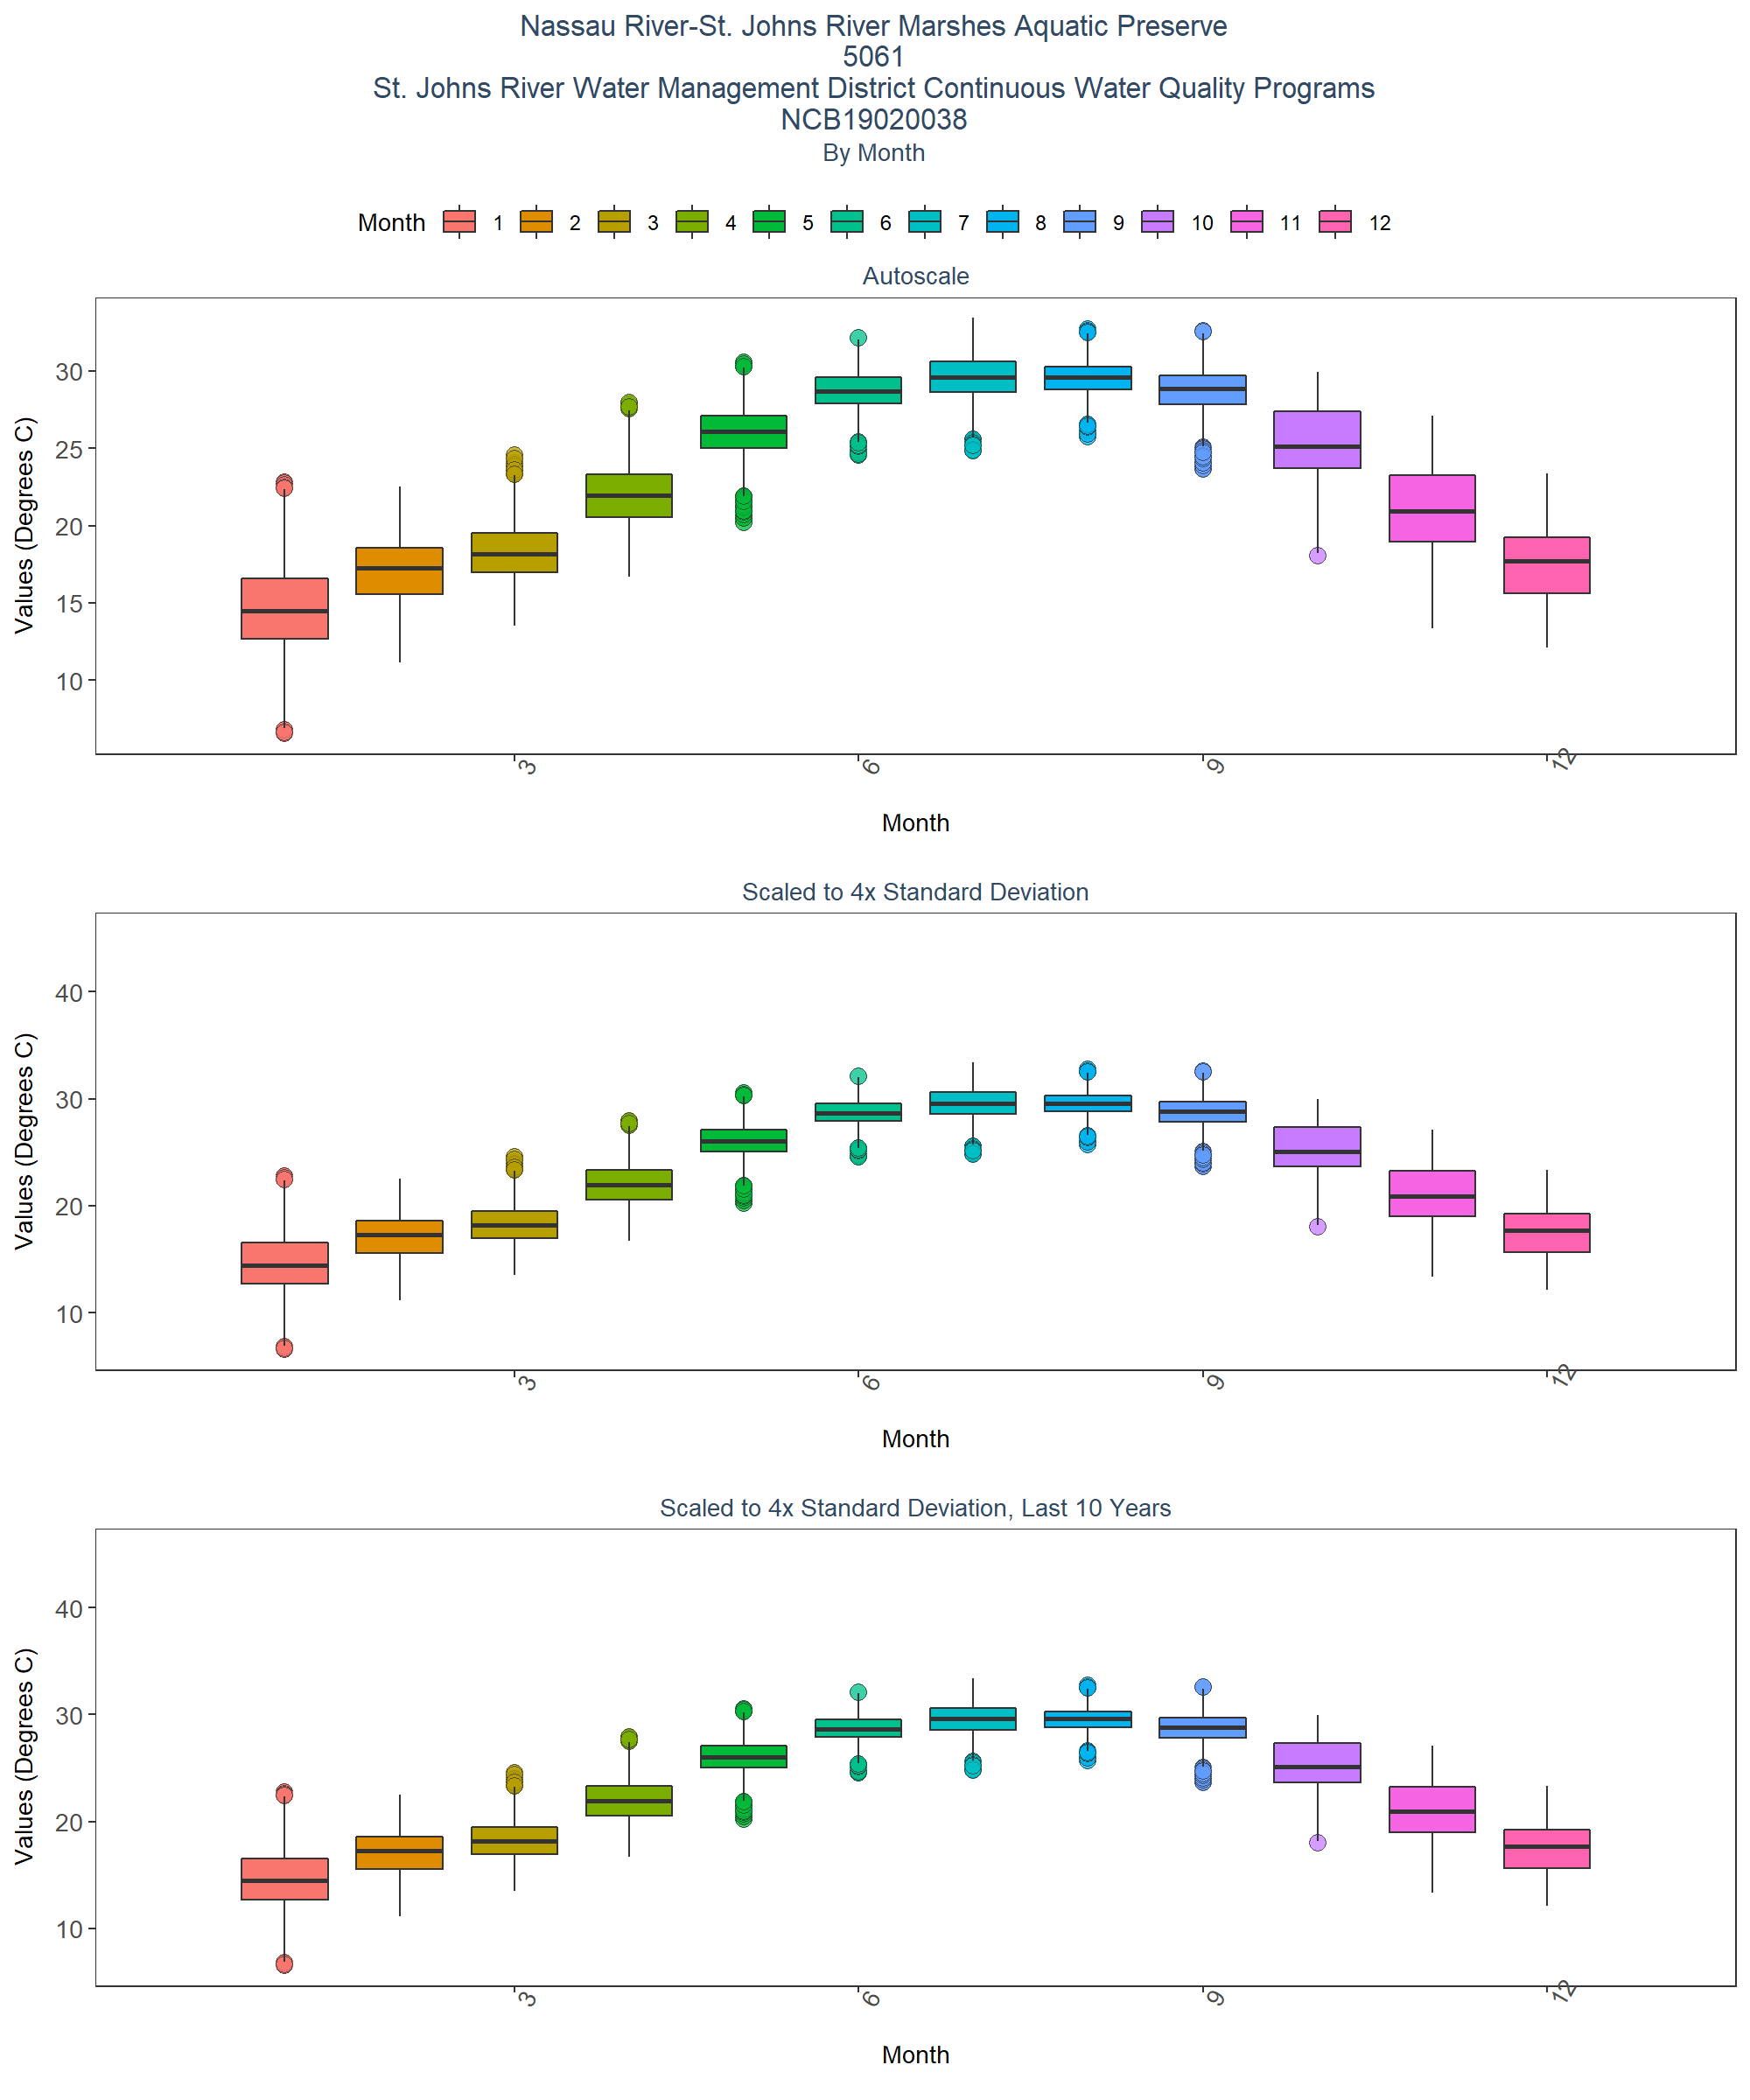 Nassau River-St. Johns River Marshes Aquatic Preserve
5061
St. Johns River Water Management District Continuous Water Quality Programs
NCB19020038
By Month
Month 1 2 3 4 5 6 7 8 9 10 11 12
Autoscale
Values (Degrees C)
30
25
20
15
10
3 6 9 12
Month
Scaled to 4x Standard Deviation
Values (Degrees C)
40
30
20
10
3 6 9 12
Month
Scaled to 4x Standard Deviation, Last 10 Years
Values (Degrees C)
40
30
20
10
3 6 9 12
Month